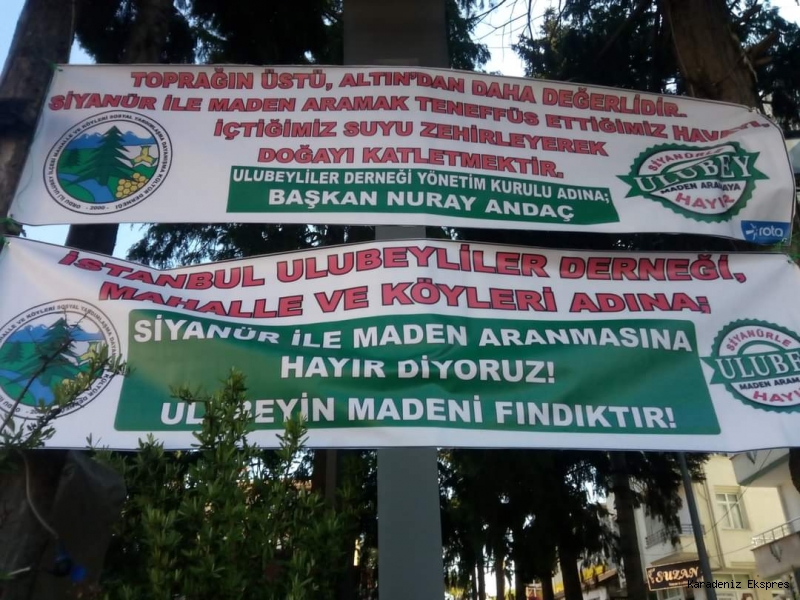 TOPRAĞIN ÜSTÜ, ALTIN'DAN DAHA DEĞERLİDİR.
SİYANÜR İLE MADEN ARAMAK TENEFFÜS ETTİĞİMİZ HAVAYI,
İÇTİĞİMİZ SUYU ZEHİRLEYEREK
DOĞAYI KATLETMEKTİR.
ULUBEYLİLER DERNEĞİ YÖNETİM KURULU ADINA;
BAŞKAN NURAY ANDAÇ
SİYANÜRLE
ULUBEY
MADEN ARAMAYA
HAYIR
rota
- 2000 -
İSTANBUL ULUBEYLİLER DERNEĞİ,
MAHALLE VE KÖYLERİ ADINA;
SİYANÜR İLE MADEN ARANMASINA
HAYIR DİYORUZ!
ULUBEYİN MADENİ FINDIKTIR!
SİYANÜRLE
ULUBEY
MADEN ARAM
HAYIR
SUZAN
Karadeniz Ekspres